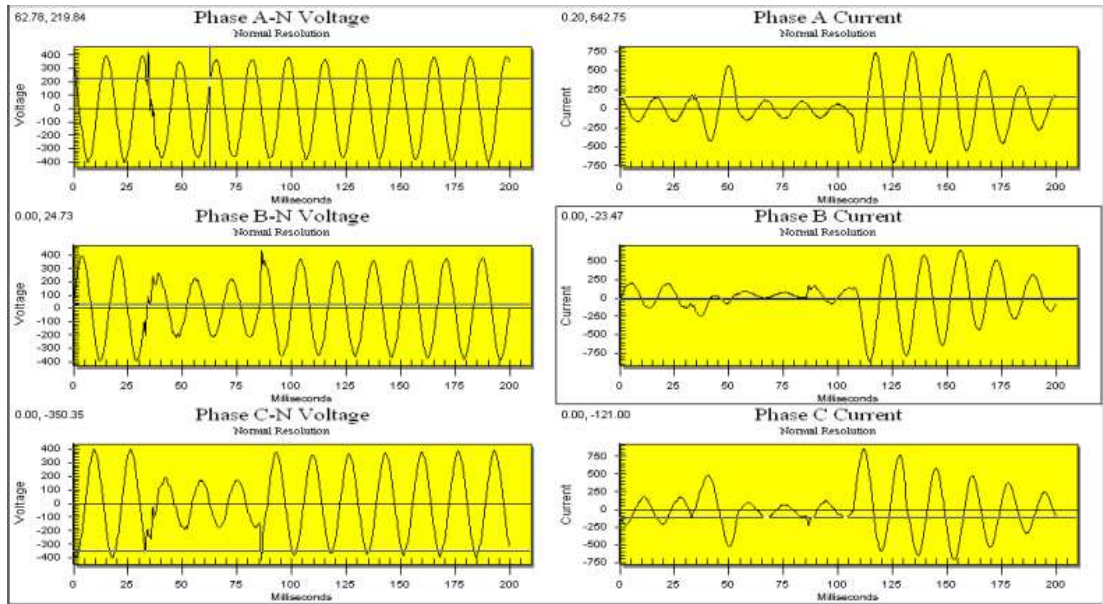 62.78, 219.84 Phase A-N Voltage
Normal Resolution
400
300
200
100
0
-100
-200
-300
-400
Voltage
0 25 50 75 100 125 150 175 200
Milliseconds
0.20, 642.75 Phase A Current
Normal Resolution
750
500
250
0
-250
-500
-750
Current
0 25 50 75 100 125 150 175 200
Milliseconds
0.00, 24.73 Phase B-N Voltage
Normal Resolution
400
300
200
100
0
-100
-200
-300
-400
Voltage
0 25 50 75 100 125 150 175 200
Milliseconds
0.00, -23.47 Phase B Current
Normal Resolution
500
250
0
-250
-500
-750
Current
0 25 50 75 100 125 150 175 200
Milliseconds
0.00, -350.35 Phase C-N Voltage
Normal Resolution
400
300
200
100
0
-100
-200
-300
-400
Voltage
0 25 50 75 100 125 150 175 200
Milliseconds
0.00, -121.00 Phase C Current
Normal Resolution
750
500
250
0
-250
-500
-750
Current
0 25 50 75 100 125 150 175 200
Milliseconds